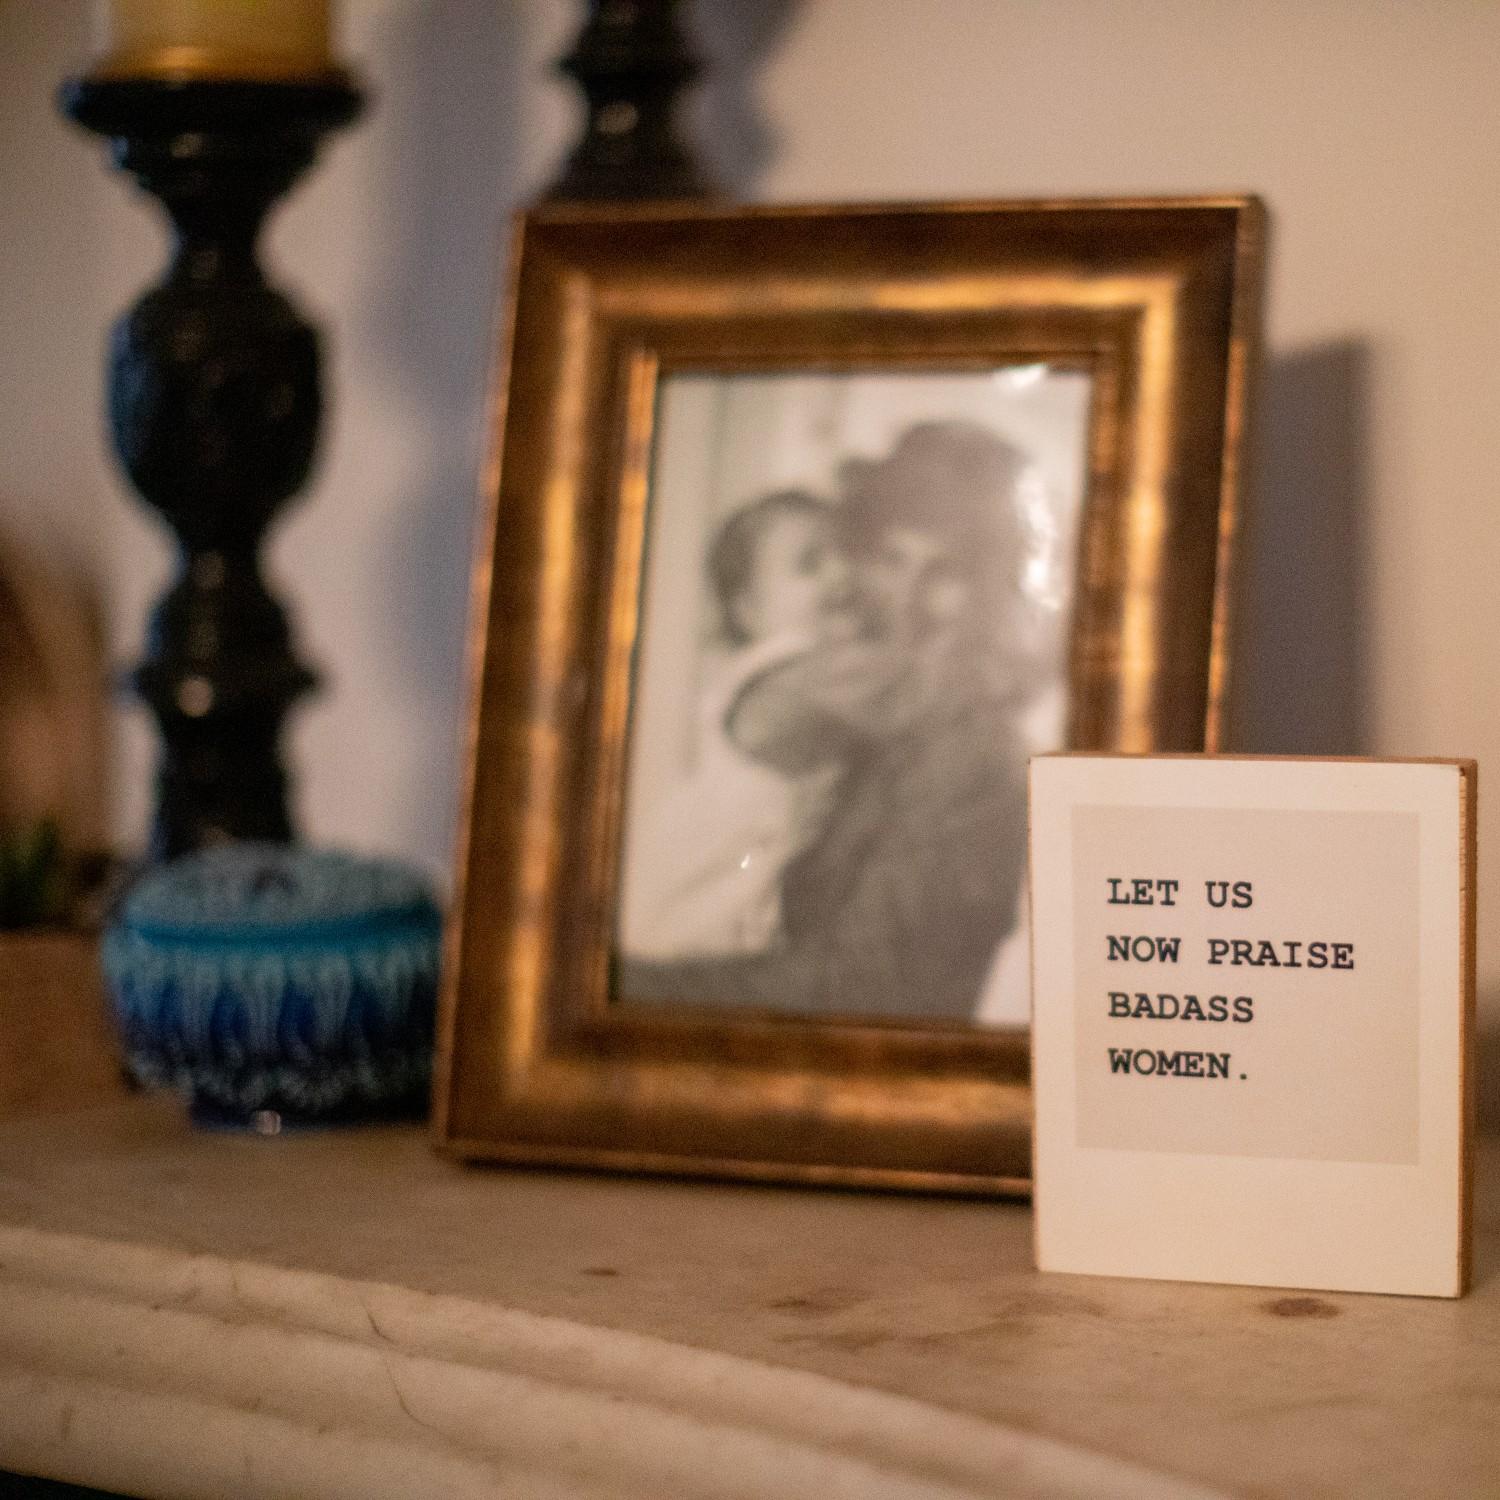 LET US
NOW PRAISE
BADASS
WOMEN.